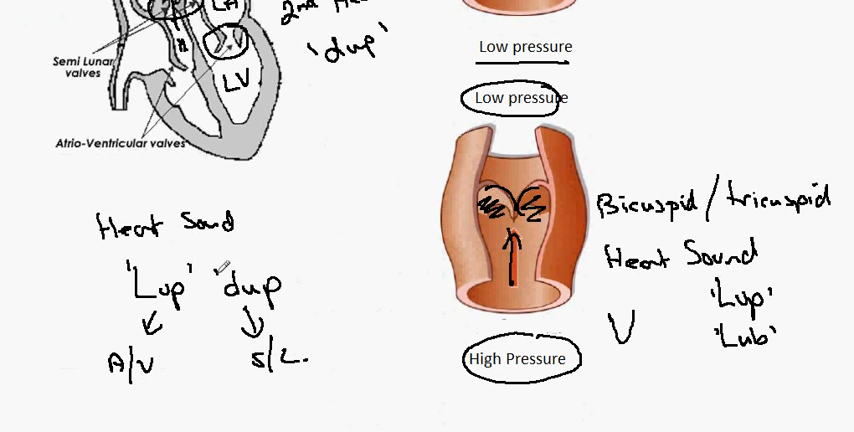 LA
2nd Hea
'dup'
Semi Lunar
valves
LV
Atrio-Ventricular valves
Heart Sound
'Lup' 'dup
A/V S/L.
Low pressure
Low pressure
Bicuspid/tricuspid
Heart Sound
'Lup'
V 'Lub'
High Pressure